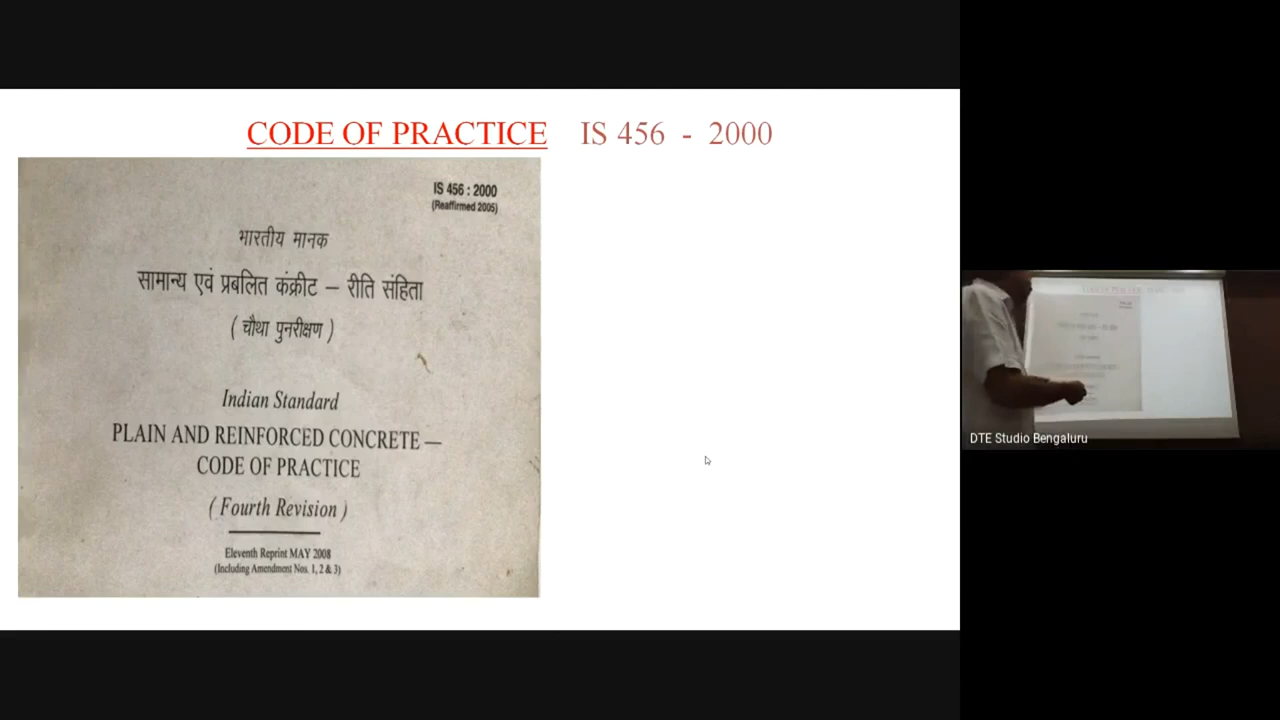 CODE OF PRACTICE IS 456 - 2000
IS 456 : 2000
(Reaffirmed 2005)
भारतीय मानक
सामान्य एवं प्रबलित कंक्रीट – रीति संहिता
( चौथा पुनरीक्षण )
Indian Standard
PLAIN AND REINFORCED CONCRETE —
CODE OF PRACTICE
( Fourth Revision )
Eleventh Reprint MAY 2008
(Including Amendment Nos. 1, 2 & 3)
DTE Studio Bengaluru